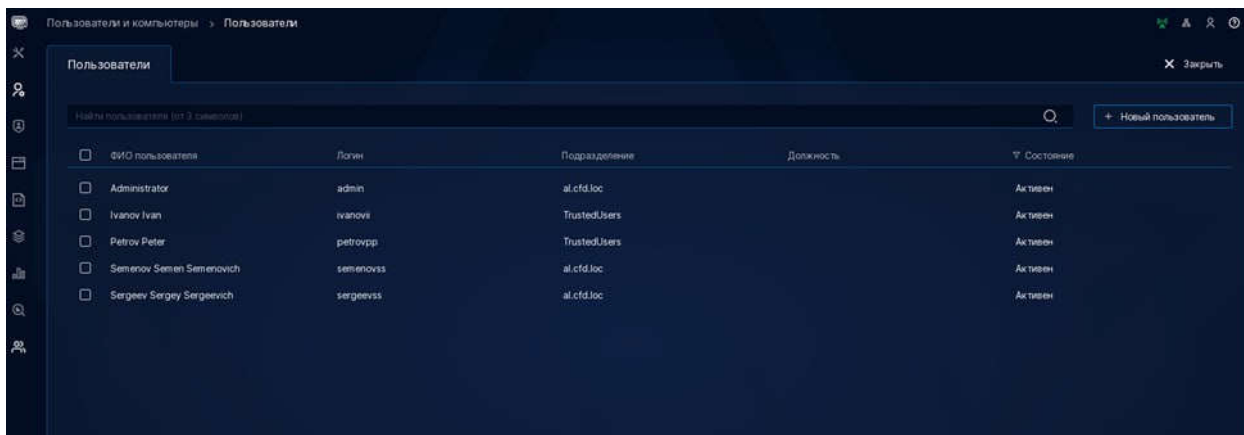 Пользователи и компьютеры > Пользователи
Пользователи
Закрыть
Найти пользователя (от 3 символов)
+ Новый пользователь
ФИО пользователя Логин Подразделение Должность Состояние
Administrator admin al.cfd.loc Активен
Ivanov Ivan ivanovii TrustedUsers Активен
Petrov Peter petrovpp TrustedUsers Активен
Semenov Semen Semenovich semenovss al.cfd.loc Активен
Sergeev Sergey Sergeevich sergeevss al.cfd.loc Активен